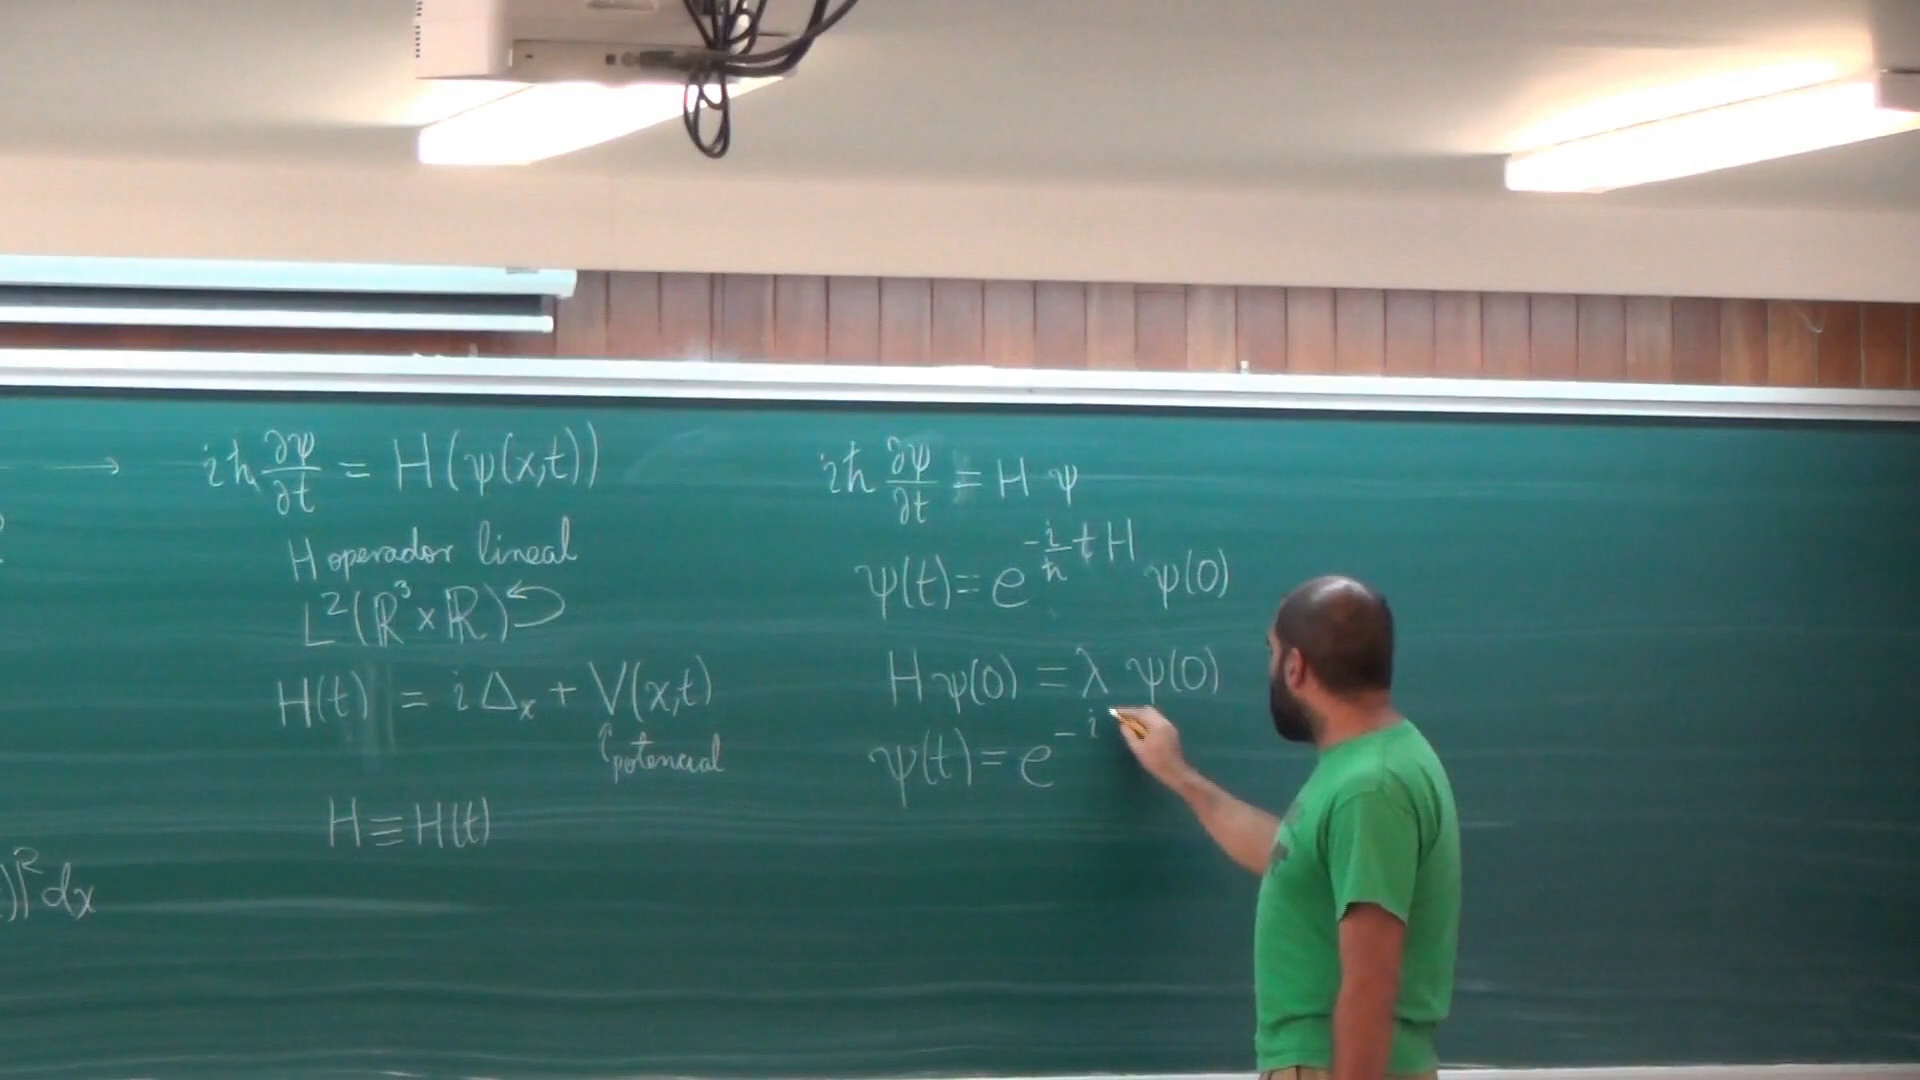 → iħ ∂ψ/∂t = H(ψ(x,t))
H operador lineal
L²(ℝ³×ℝ)↩
H(t) = iΔₓ + V(x,t)
↑potencial
H ≡ H(t)
)|² dx
iħ ∂ψ/∂t = H ψ
ψ(t) = e^{-i/ħ t H} ψ(0)
H ψ(0) = λ ψ(0)
ψ(t) = e^{-i